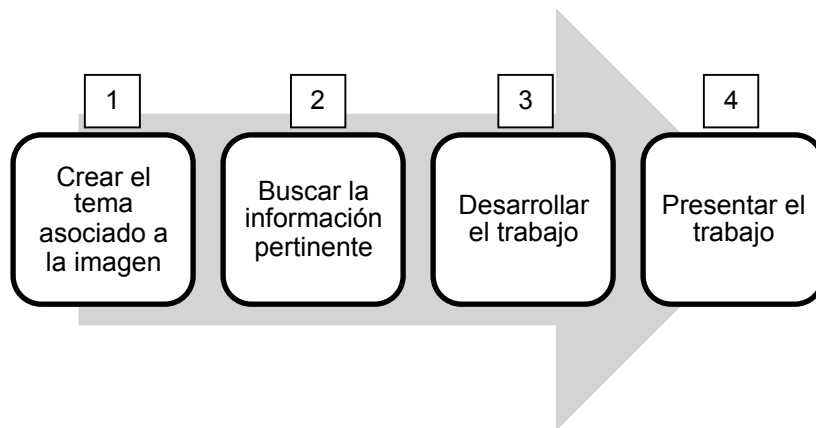 1
Crear el
tema
asociado a
la imagen
2
Buscar la
información
pertinente
3
Desarrollar
el trabajo
4
Presentar el
trabajo